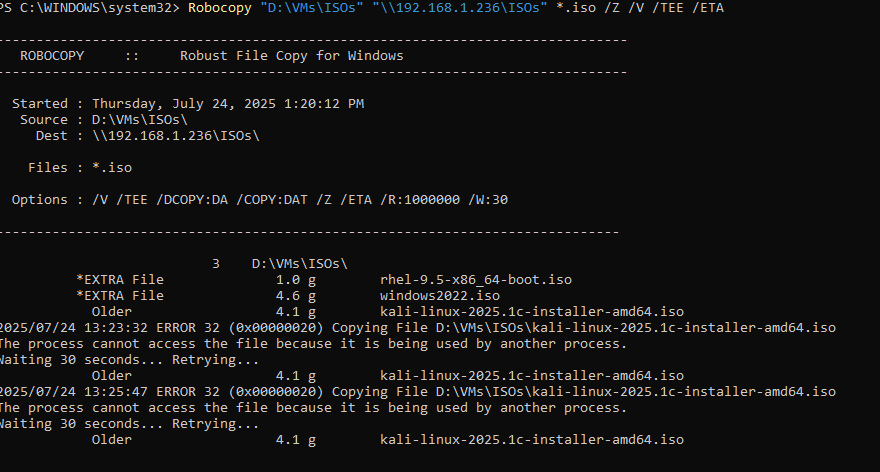 PS C:\WINDOWS\system32> Robocopy "D:\VMs\ISOs" "\\192.168.1.236\ISOs" *.iso /Z /V /TEE /ETA
-------------------------------------------------------------------------------
ROBOCOPY :: Robust File Copy for Windows
-------------------------------------------------------------------------------
Started : Thursday, July 24, 2025 1:20:12 PM
Source : D:\VMs\ISOs\
Dest : \\192.168.1.236\ISOs\
Files : *.iso
Options : /V /TEE /DCOPY:DA /COPY:DAT /Z /ETA /R:1000000 /W:30
------------------------------------------------------------------------------
3 D:\VMs\ISOs\
*EXTRA File 1.0 g rhel-9.5-x86_64-boot.iso
*EXTRA File 4.6 g windows2022.iso
Older 4.1 g kali-linux-2025.1c-installer-amd64.iso
2025/07/24 13:23:32 ERROR 32 (0x00000020) Copying File D:\VMs\ISOs\kali-linux-2025.1c-installer-amd64.iso
The process cannot access the file because it is being used by another process.
Waiting 30 seconds... Retrying...
Older 4.1 g kali-linux-2025.1c-installer-amd64.iso
2025/07/24 13:25:47 ERROR 32 (0x00000020) Copying File D:\VMs\ISOs\kali-linux-2025.1c-installer-amd64.iso
The process cannot access the file because it is being used by another process.
Waiting 30 seconds... Retrying...
Older 4.1 g kali-linux-2025.1c-installer-amd64.iso